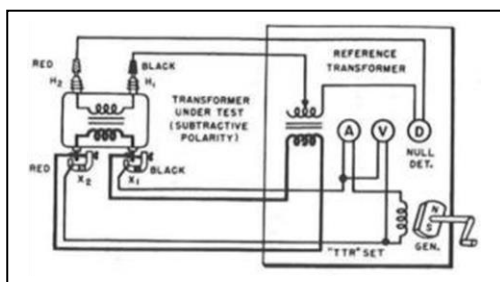 RED
H₂
BLACK
H₁
TRANSFORMER
UNDER TEST
(SUBTRACTIVE
POLARITY)
REFERENCE
TRANSFORMER
A
V
D
NULL
DET.
RED
X₂
X₁
BLACK
N
S
"TTR" SET
GEN.